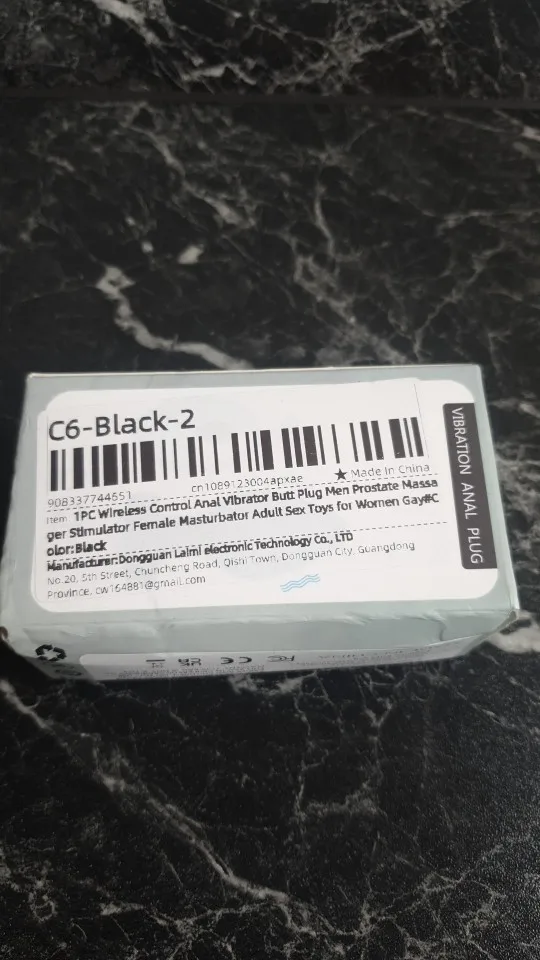 C6-Black-2
908337744651
cn1089123004apxae
★ Made in China
Item 1PC Wireless Control Anal Vibrator Butt Plug Men Prostate Massa
ger Stimulator Female Masturbator Adult Sex Toys for Women Gay#C
olor:Black
Manufacturer:Dongguan Laimi electronic Technology Co., LTD
No.20, 5th Street, Chuncheng Road, Qishi Town, Dongguan City, Guangdong
Province, cw164881@gmail.com
VIBRATION ANAL PLUG